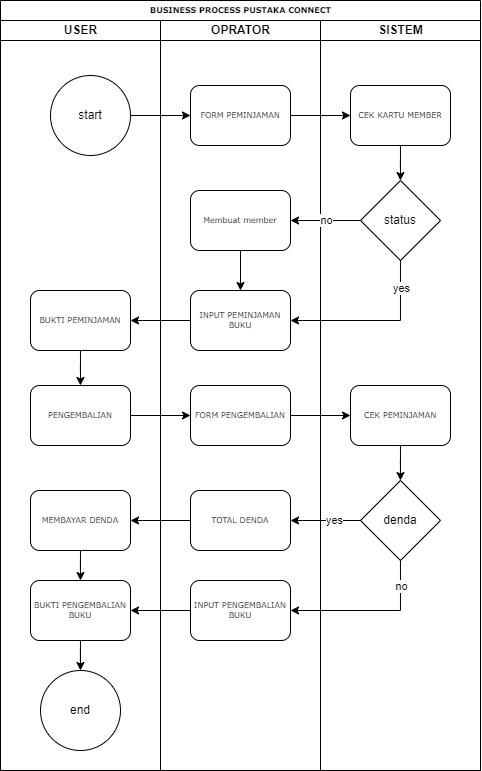 BUSINESS PROCESS PUSTAKA CONNECT
USER
OPRATOR
SISTEM
start
FORM PEMINJAMAN
CEK KARTU MEMBER
Membuat member
no
status
yes
BUKTI PEMINJAMAN
INPUT PEMINJAMAN
BUKU
PENGEMBALIAN
FORM PENGEMBALIAN
CEK PEMINJAMAN
MEMBAYAR DENDA
TOTAL DENDA
yes
denda
no
BUKTI PENGEMBALIAN
BUKU
INPUT PENGEMBALIAN
BUKU
end